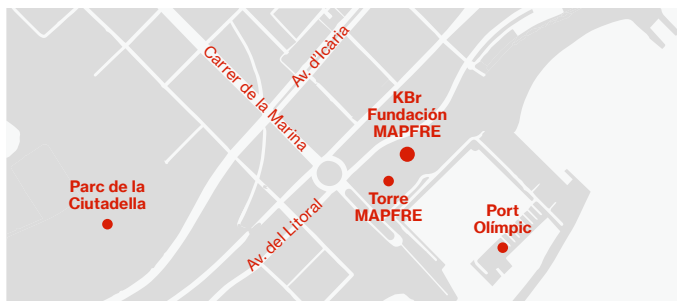 Carrer de la Marina
Av. d'Icària
KBr
Fundación
MAPFRE
Parc de la
Ciutadella
Torre
MAPFRE
Av. del Litoral
Port
Olímpic